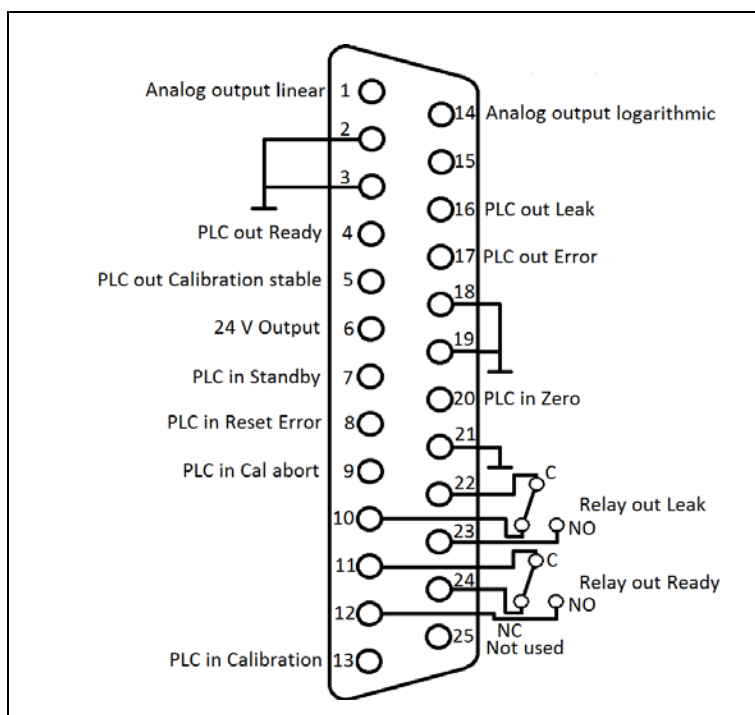 Analog output linear 1
14 Analog output logarithmic
2
15
3
16 PLC out Leak
PLC out Ready 4
17 PLC out Error
PLC out Calibration stable 5
18
24 V Output 6
19
PLC in Standby 7
20 PLC in Zero
PLC in Reset Error 8
21
PLC in Cal abort 9
22
C
Relay out Leak
10
23
NO
11
C
24
Relay out Ready
NO
12
NC
25
Not used
PLC in Calibration 13